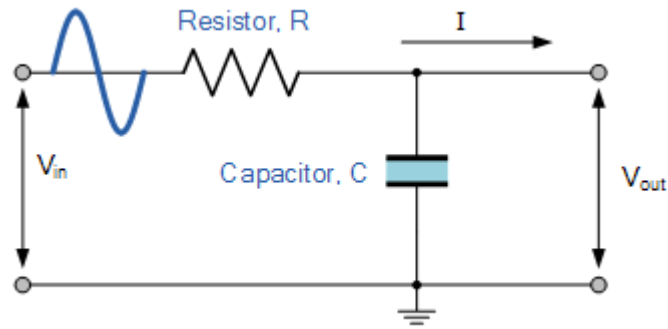 Resistor, R
I
Vin
Capacitor, C
Vout